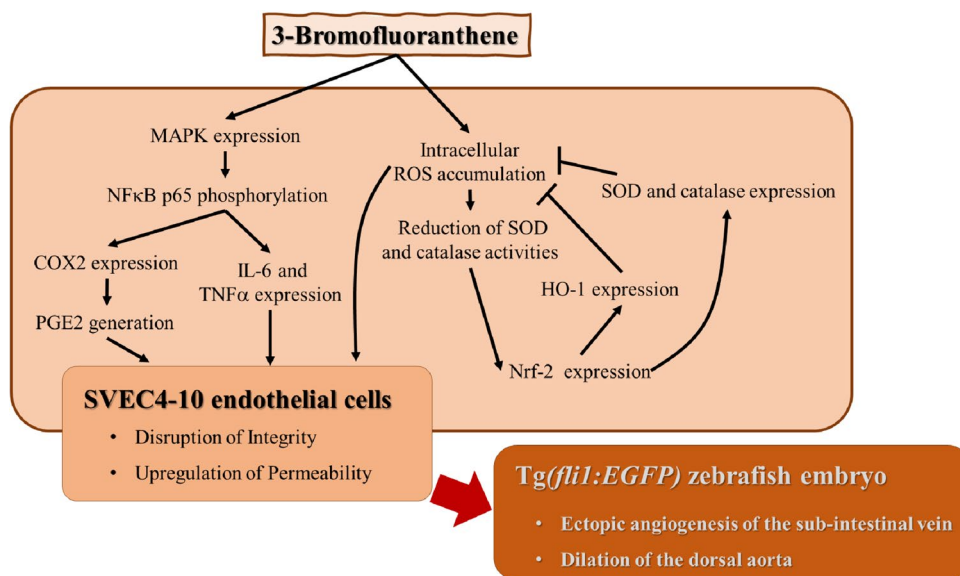 3-Bromofluoranthene
MAPK expression
NFκB p65 phosphorylation
COX2 expression
PGE2 generation
IL-6 and
TNFα expression
Intracellular
ROS accumulation
Reduction of SOD
and catalase activities
SOD and catalase expression
HO-1 expression
Nrf-2 expression
SVEC4-10 endothelial cells
• Disruption of Integrity
• Upregulation of Permeability
Tg(fli1:EGFP) zebrafish embryo
• Ectopic angiogenesis of the sub-intestinal vein
• Dilation of the dorsal aorta